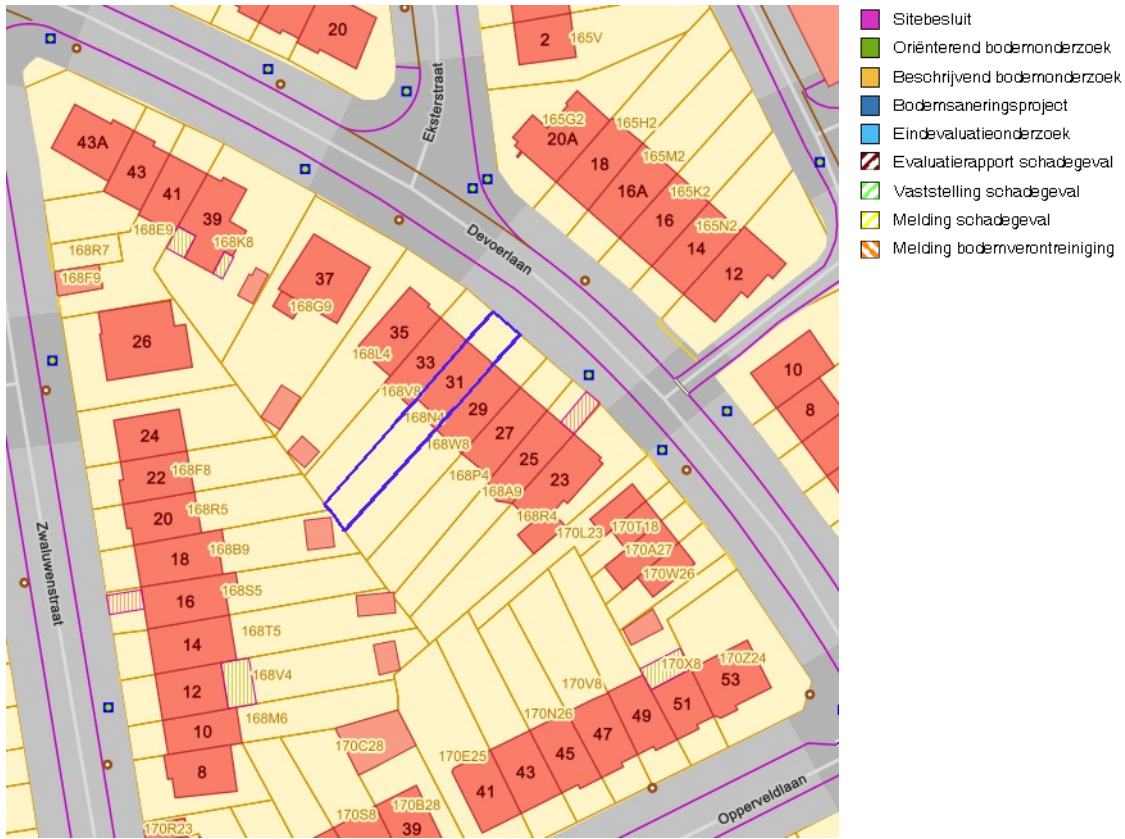 20
2
165V
Eksterstraat
43A
43
41
39
168E9
168K8
168R7
168F9
165G2
20A
165H2
18
165M2
16A
165K2
16
165N2
14
12
Devoerlaan
37
168G9
26
35
168L4
33
168V8
31
168N4
29
168W8
27
168P4
25
168A9
23
168R4
170L23
170T18
170A27
170W26
10
8
24
22
168F8
20
168R5
18
168B9
16
168S5
14
168T5
12
168V4
10
168M6
8
Zwaluwenstraat
170X8
170Z24
53
51
49
170V8
47
170N26
45
43
170E25
41
170C28
170B28
39
170S8
170R23
Opperveldlaan
Sitebesluit
Oriënterend bodemonderzoek
Beschrijvend bodemonderzoek
Bodemsaneringsproject
Eindevaluatieonderzoek
Evaluatierapport schadegeval
Vaststelling schadegeval
Melding schadegeval
Melding bodemverontreiniging